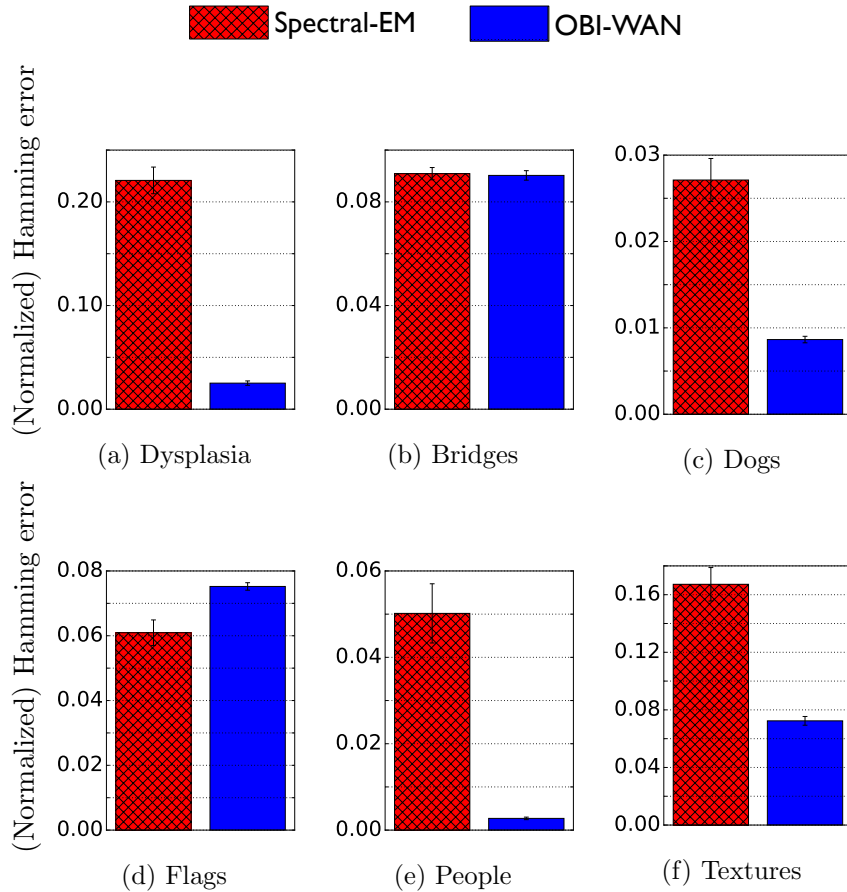 Spectral-EM OBI-WAN
(Normalized) Hamming error
0.20
0.10
0.00
(a) Dysplasia
0.08
0.04
0.00
(b) Bridges
0.03
0.02
0.01
0.00
(c) Dogs
(Normalized) Hamming error
0.08
0.06
0.04
0.02
0.00
(d) Flags
0.06
0.04
0.02
0.00
(e) People
0.16
0.12
0.08
0.04
0.00
(f) Textures